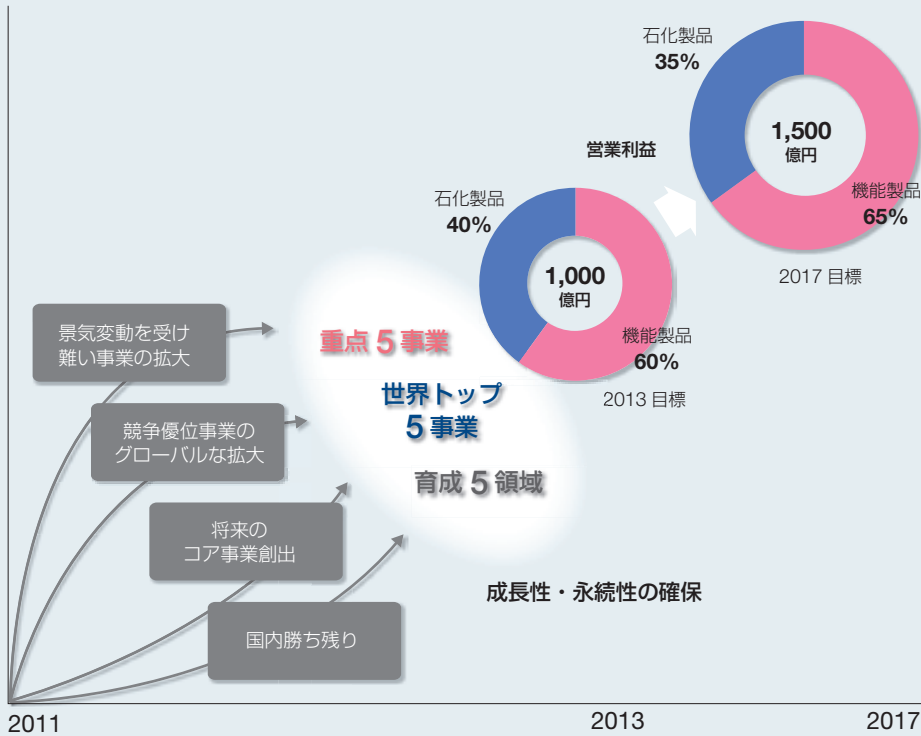 石化製品
35%
1,500
億円
営業利益
機能製品
65%
2017 目標
石化製品
40%
1,000
億円
機能製品
60%
2013 目標
景気変動を受け
難い事業の拡大
重点 5 事業
競争優位事業の
グローバルな拡大
世界トップ
5 事業
育成 5 領域
将来の
コア事業創出
国内勝ち残り
成長性・永続性の確保
2011
2013
2017